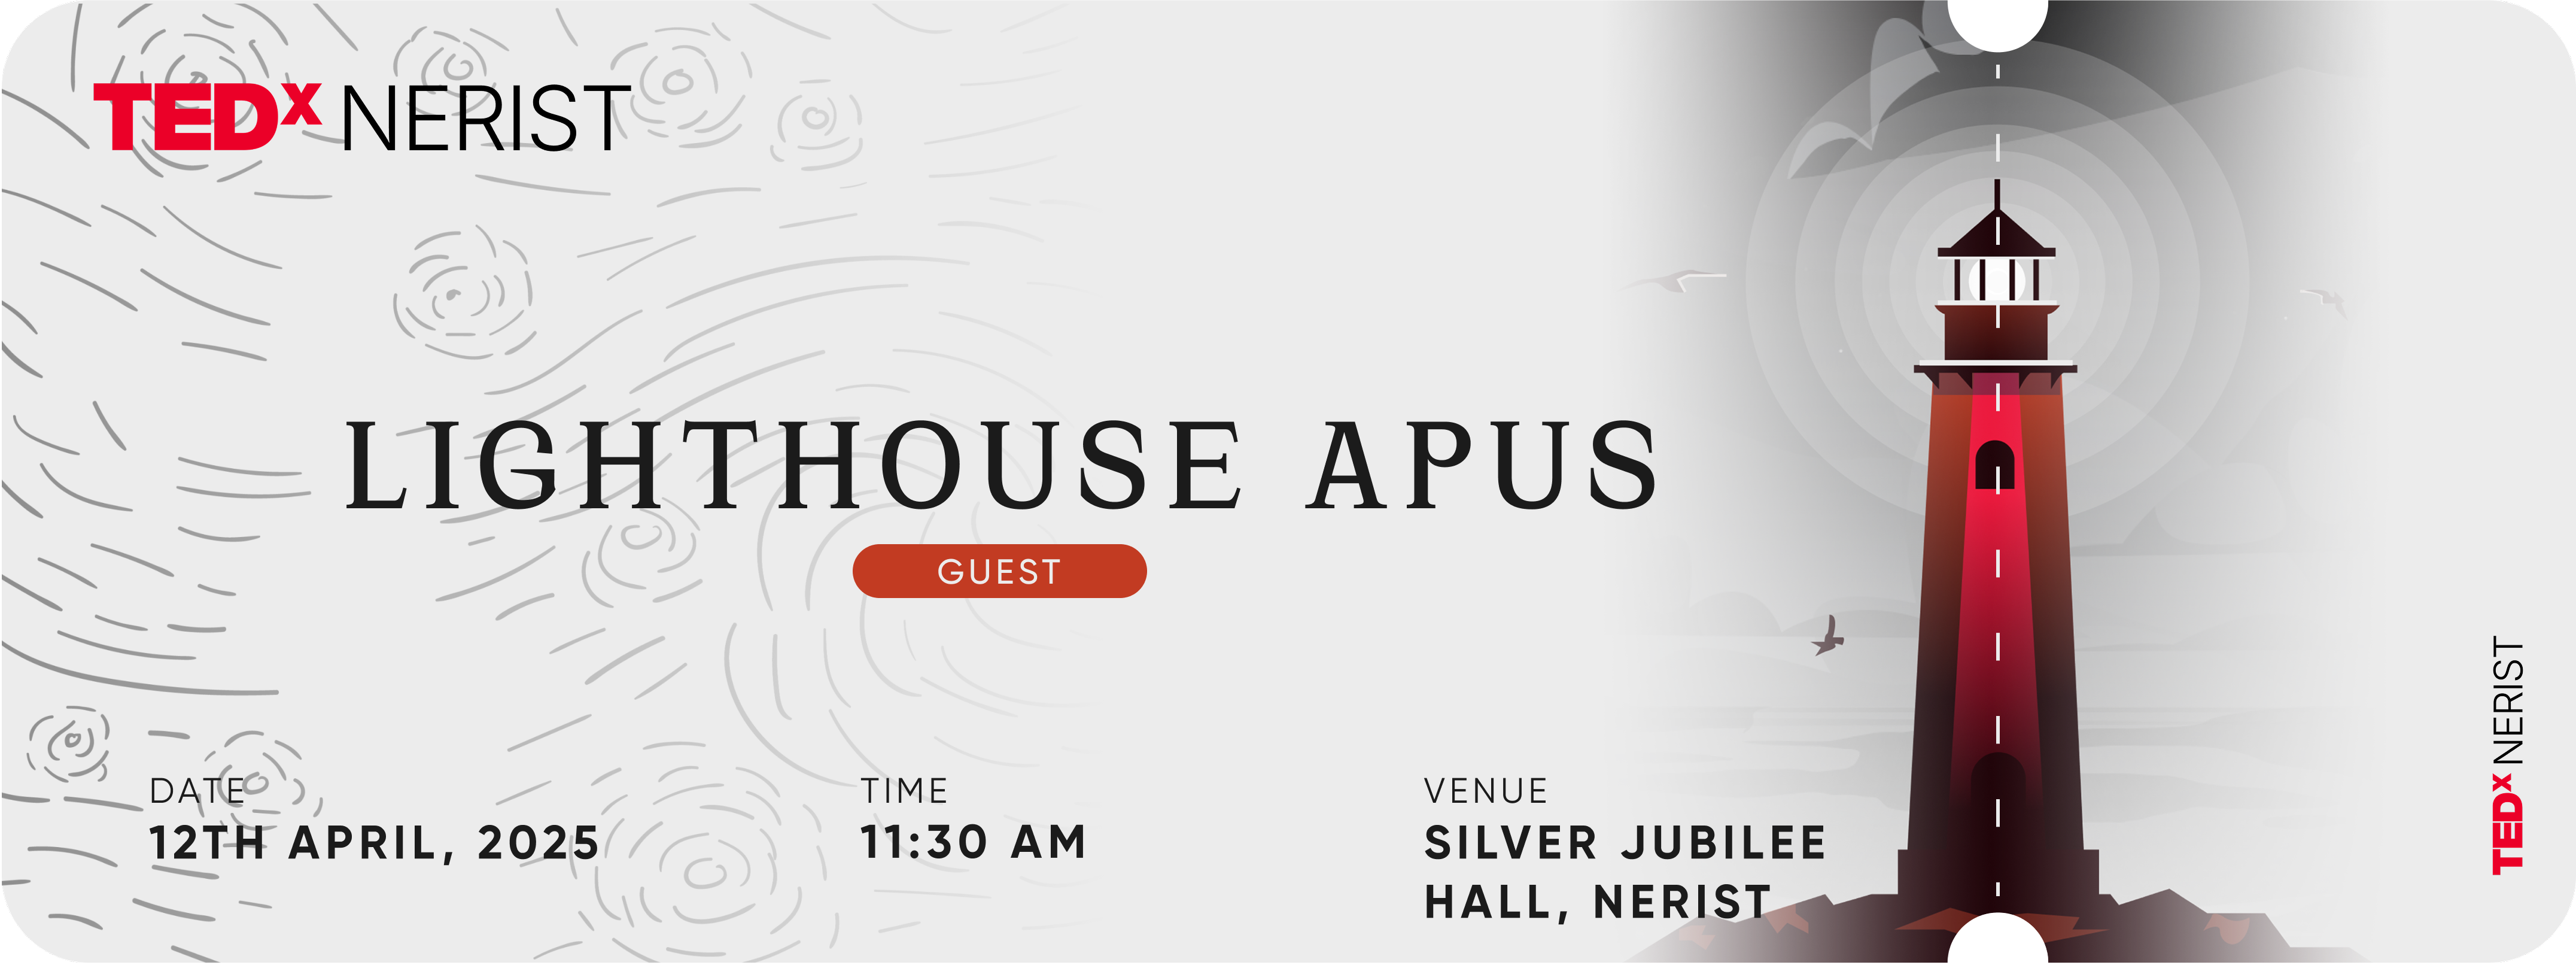 TEDx NERIST
LIGHTHOUSE APUS
GUEST
DATE
12TH APRIL, 2025
TIME
11:30 AM
VENUE
SILVER JUBILEE
HALL, NERIST
TEDx NERIST